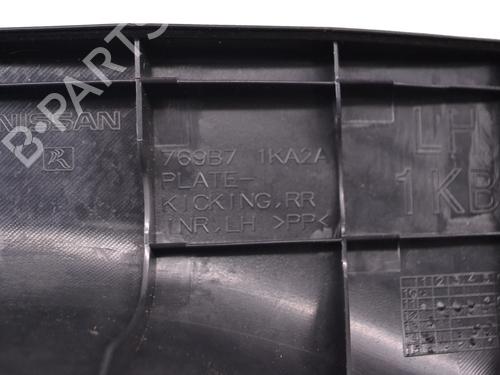 B-PARTS
NISSAN
R
769B7 1KA2A
PLATE-
KICKING,RR
INR,LH >PP<
LH
1KB